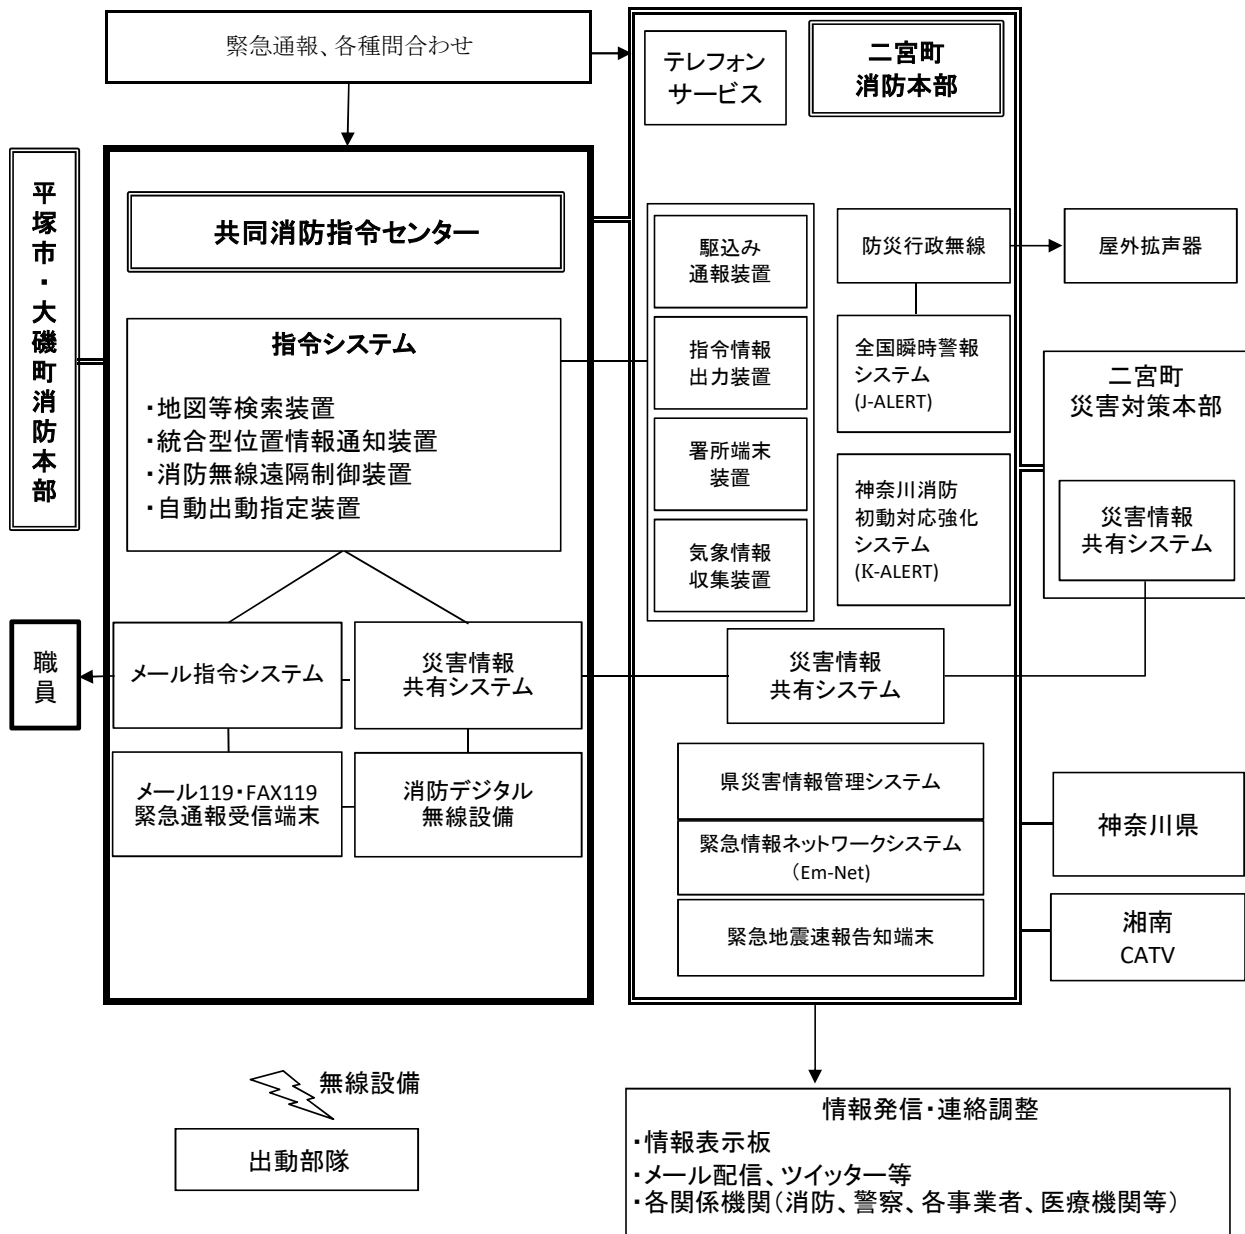 緊急通報、各種問合わせ
テレフォン
サービス
二宮町
消防本部
平塚市・大磯町消防本部
共同消防指令センター
指令システム
・地図等検索装置
・統合型位置情報通知装置
・消防無線遠隔制御装置
・自動出動指定装置
駆込み
通報装置
指令情報
出力装置
署所端末
装置
気象情報
収集装置
防災行政無線
屋外拡声器
全国瞬時警報
システム
(J-ALERT)
神奈川消防
初動対応強化
システム
(K-ALERT)
二宮町
災害対策本部
災害情報
共有システム
職員
メール指令システム
災害情報
共有システム
災害情報
共有システム
メール119・FAX119
緊急通報受信端末
消防デジタル
無線設備
県災害情報管理システム
緊急情報ネットワークシステム
（Em-Net)
緊急地震速報告知端末
神奈川県
湘南
CATV
無線設備
出動部隊
情報発信・連絡調整
・情報表示板
・メール配信、ツイッター等
・各関係機関（消防、警察、各事業者、医療機関等）